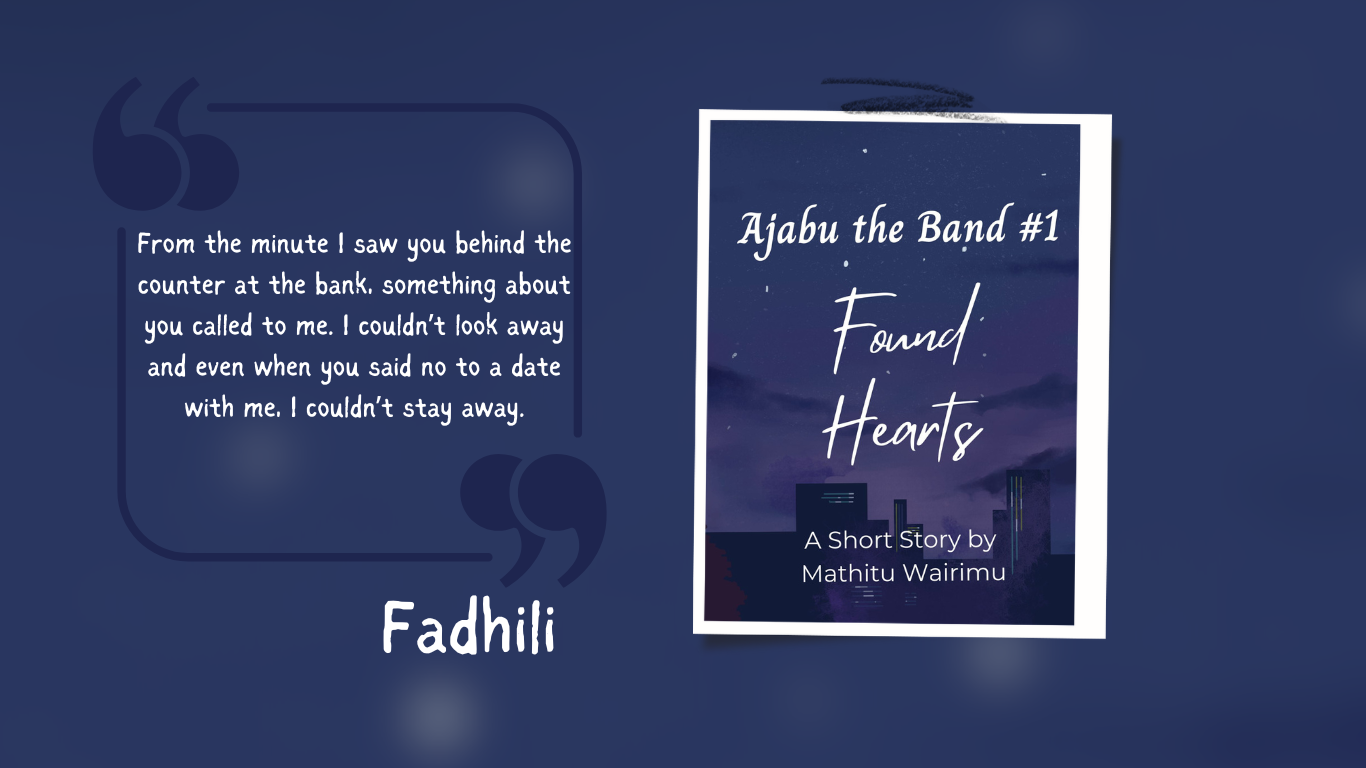 From the minute I saw you behind the
counter at the bank, something about
you called to me. I couldn't look away
and even when you said no to a date
with me, I couldn't stay away.
Fadhili
Ajabu the Band #1
Found
Hearts
A Short Story by
Mathitu Wairimu